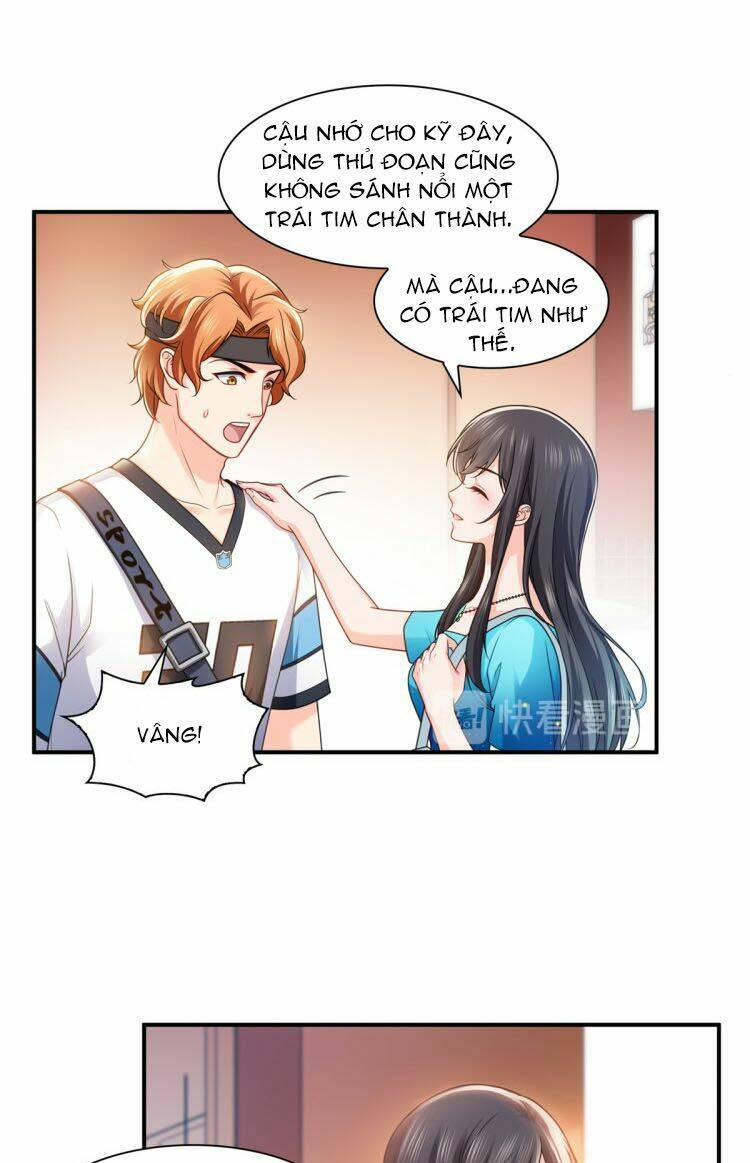 CẬU NHỚ CHO KỸ ĐÂY,
DÙNG THỦ ĐOẠN CŨNG
KHÔNG SÁNH NỔI MỘT
TRÁI TIM CHÂN THÀNH.
MÀ CẬU...ĐANG
CÓ TRÁI TIM NHƯ
THẾ.
VÂNG!
快看漫画